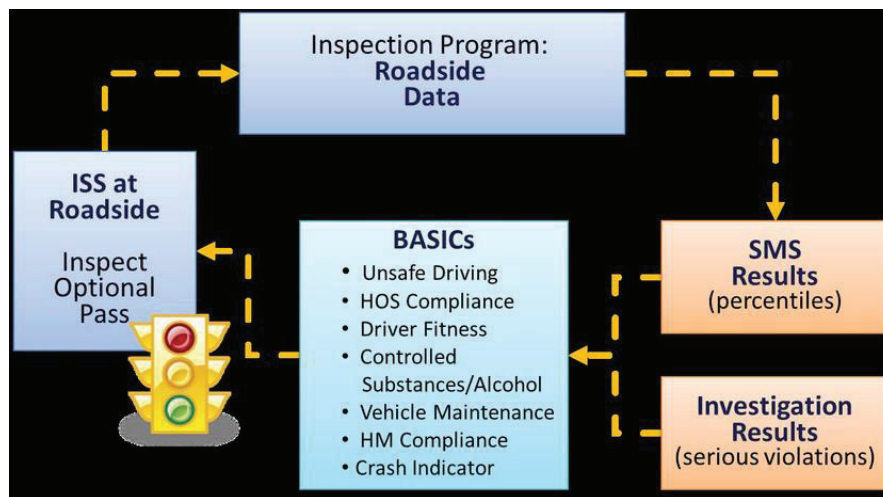 Inspection Program:
Roadside
Data
ISS at
Roadside
Inspect
Optional
Pass
BASICs
• Unsafe Driving
• HOS Compliance
• Driver Fitness
• Controlled
Substances/Alcohol
• Vehicle Maintenance
• HM Compliance
• Crash Indicator
SMS
Results
(percentiles)
Investigation
Results
(serious violations)